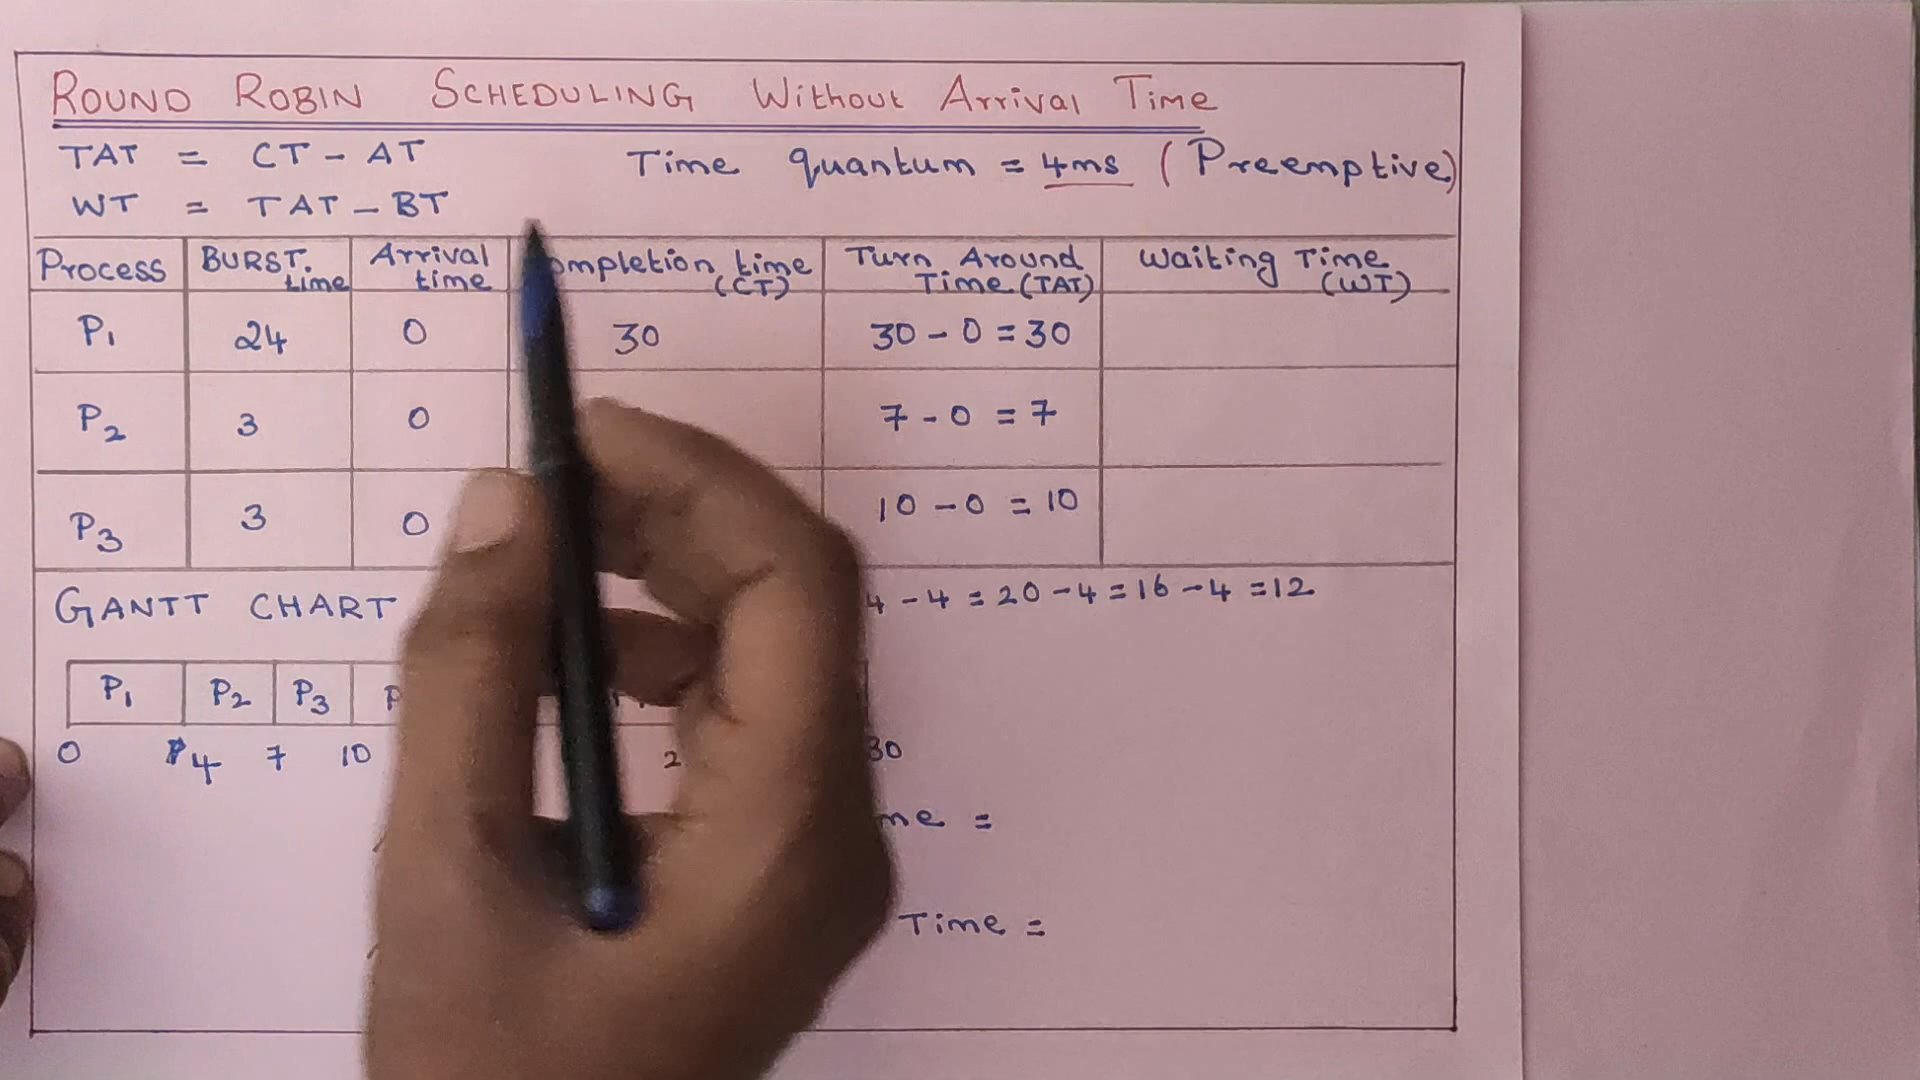 ROUND ROBIN SCHEDULING Without Arrival Time
TAT = CT - AT
Time quantum = 4ms (Preemptive)
WT = TAT - BT
Process BURST time Arrival time ompletion time (CT) Turn Around Time (TAT) Waiting Time (WT)
P1 24 0 30 30 - 0 = 30
P2 3 0 7 - 0 = 7
P3 3 0 10 - 0 = 10
GANTT CHART 4 - 4 = 20 - 4 = 16 - 4 = 12
P1 P2 P3
0 4 7 10 2 30
me =
Time =